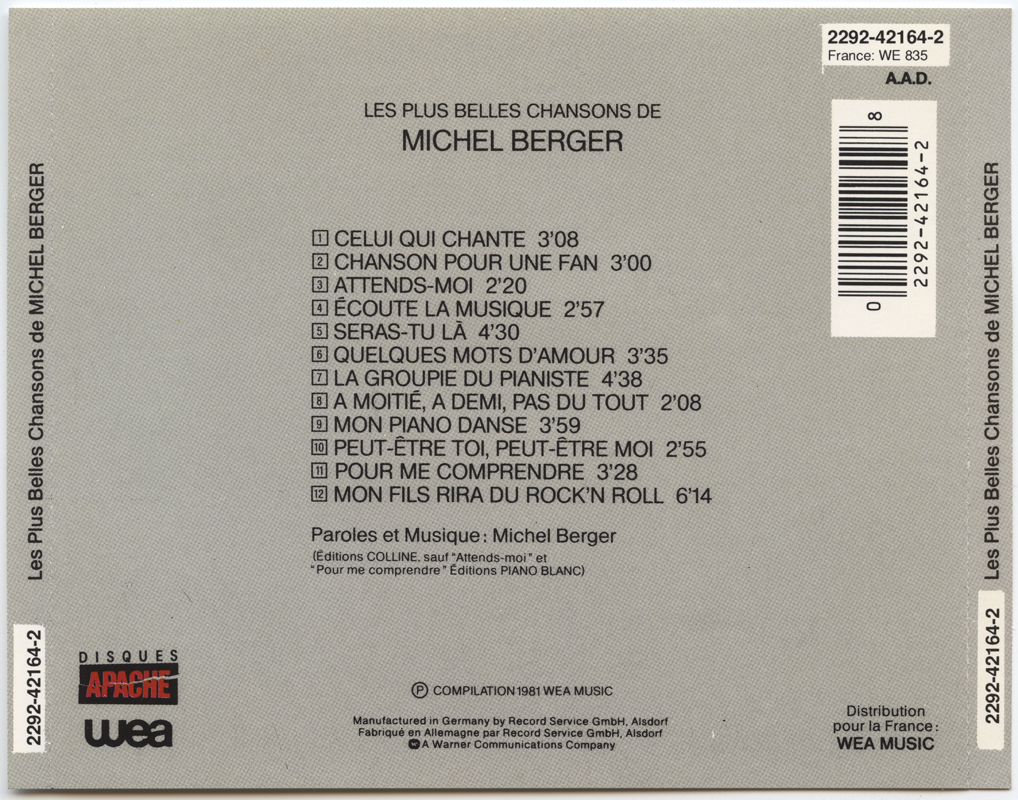 2292-42164-2
France: WE 835
A.A.D.
8
2292-42164-2
0
LES PLUS BELLES CHANSONS DE
MICHEL BERGER
1 CELUI QUI CHANTE 3'08
2 CHANSON POUR UNE FAN 3'00
3 ATTENDS-MOI 2'20
4 ÉCOUTE LA MUSIQUE 2'57
5 SERAS-TU LÀ 4'30
6 QUELQUES MOTS D'AMOUR 3'35
7 LA GROUPIE DU PIANISTE 4'38
8 A MOITIÉ, A DEMI, PAS DU TOUT 2'08
9 MON PIANO DANSE 3'59
10 PEUT-ÊTRE TOI, PEUT-ÊTRE MOI 2'55
11 POUR ME COMPRENDRE 3'28
12 MON FILS RIRA DU ROCK'N ROLL 6'14
Paroles et Musique : Michel Berger
(Éditions COLLINE, sauf "Attends-moi" et
"Pour me comprendre" Éditions PIANO BLANC)
Les Plus Belles Chansons de MICHEL BERGER
2292-42164-2
Les Plus Belles Chansons de MICHEL BERGER
2292-42164-2
DISQUES
APACHE
wea
Ⓟ COMPILATION 1981 WEA MUSIC
Manufactured in Germany by Record Service GmbH, Alsdorf
Fabriqué en Allemagne par Record Service GmbH, Alsdorf
A Warner Communications Company
Distribution
pour la France :
WEA MUSIC